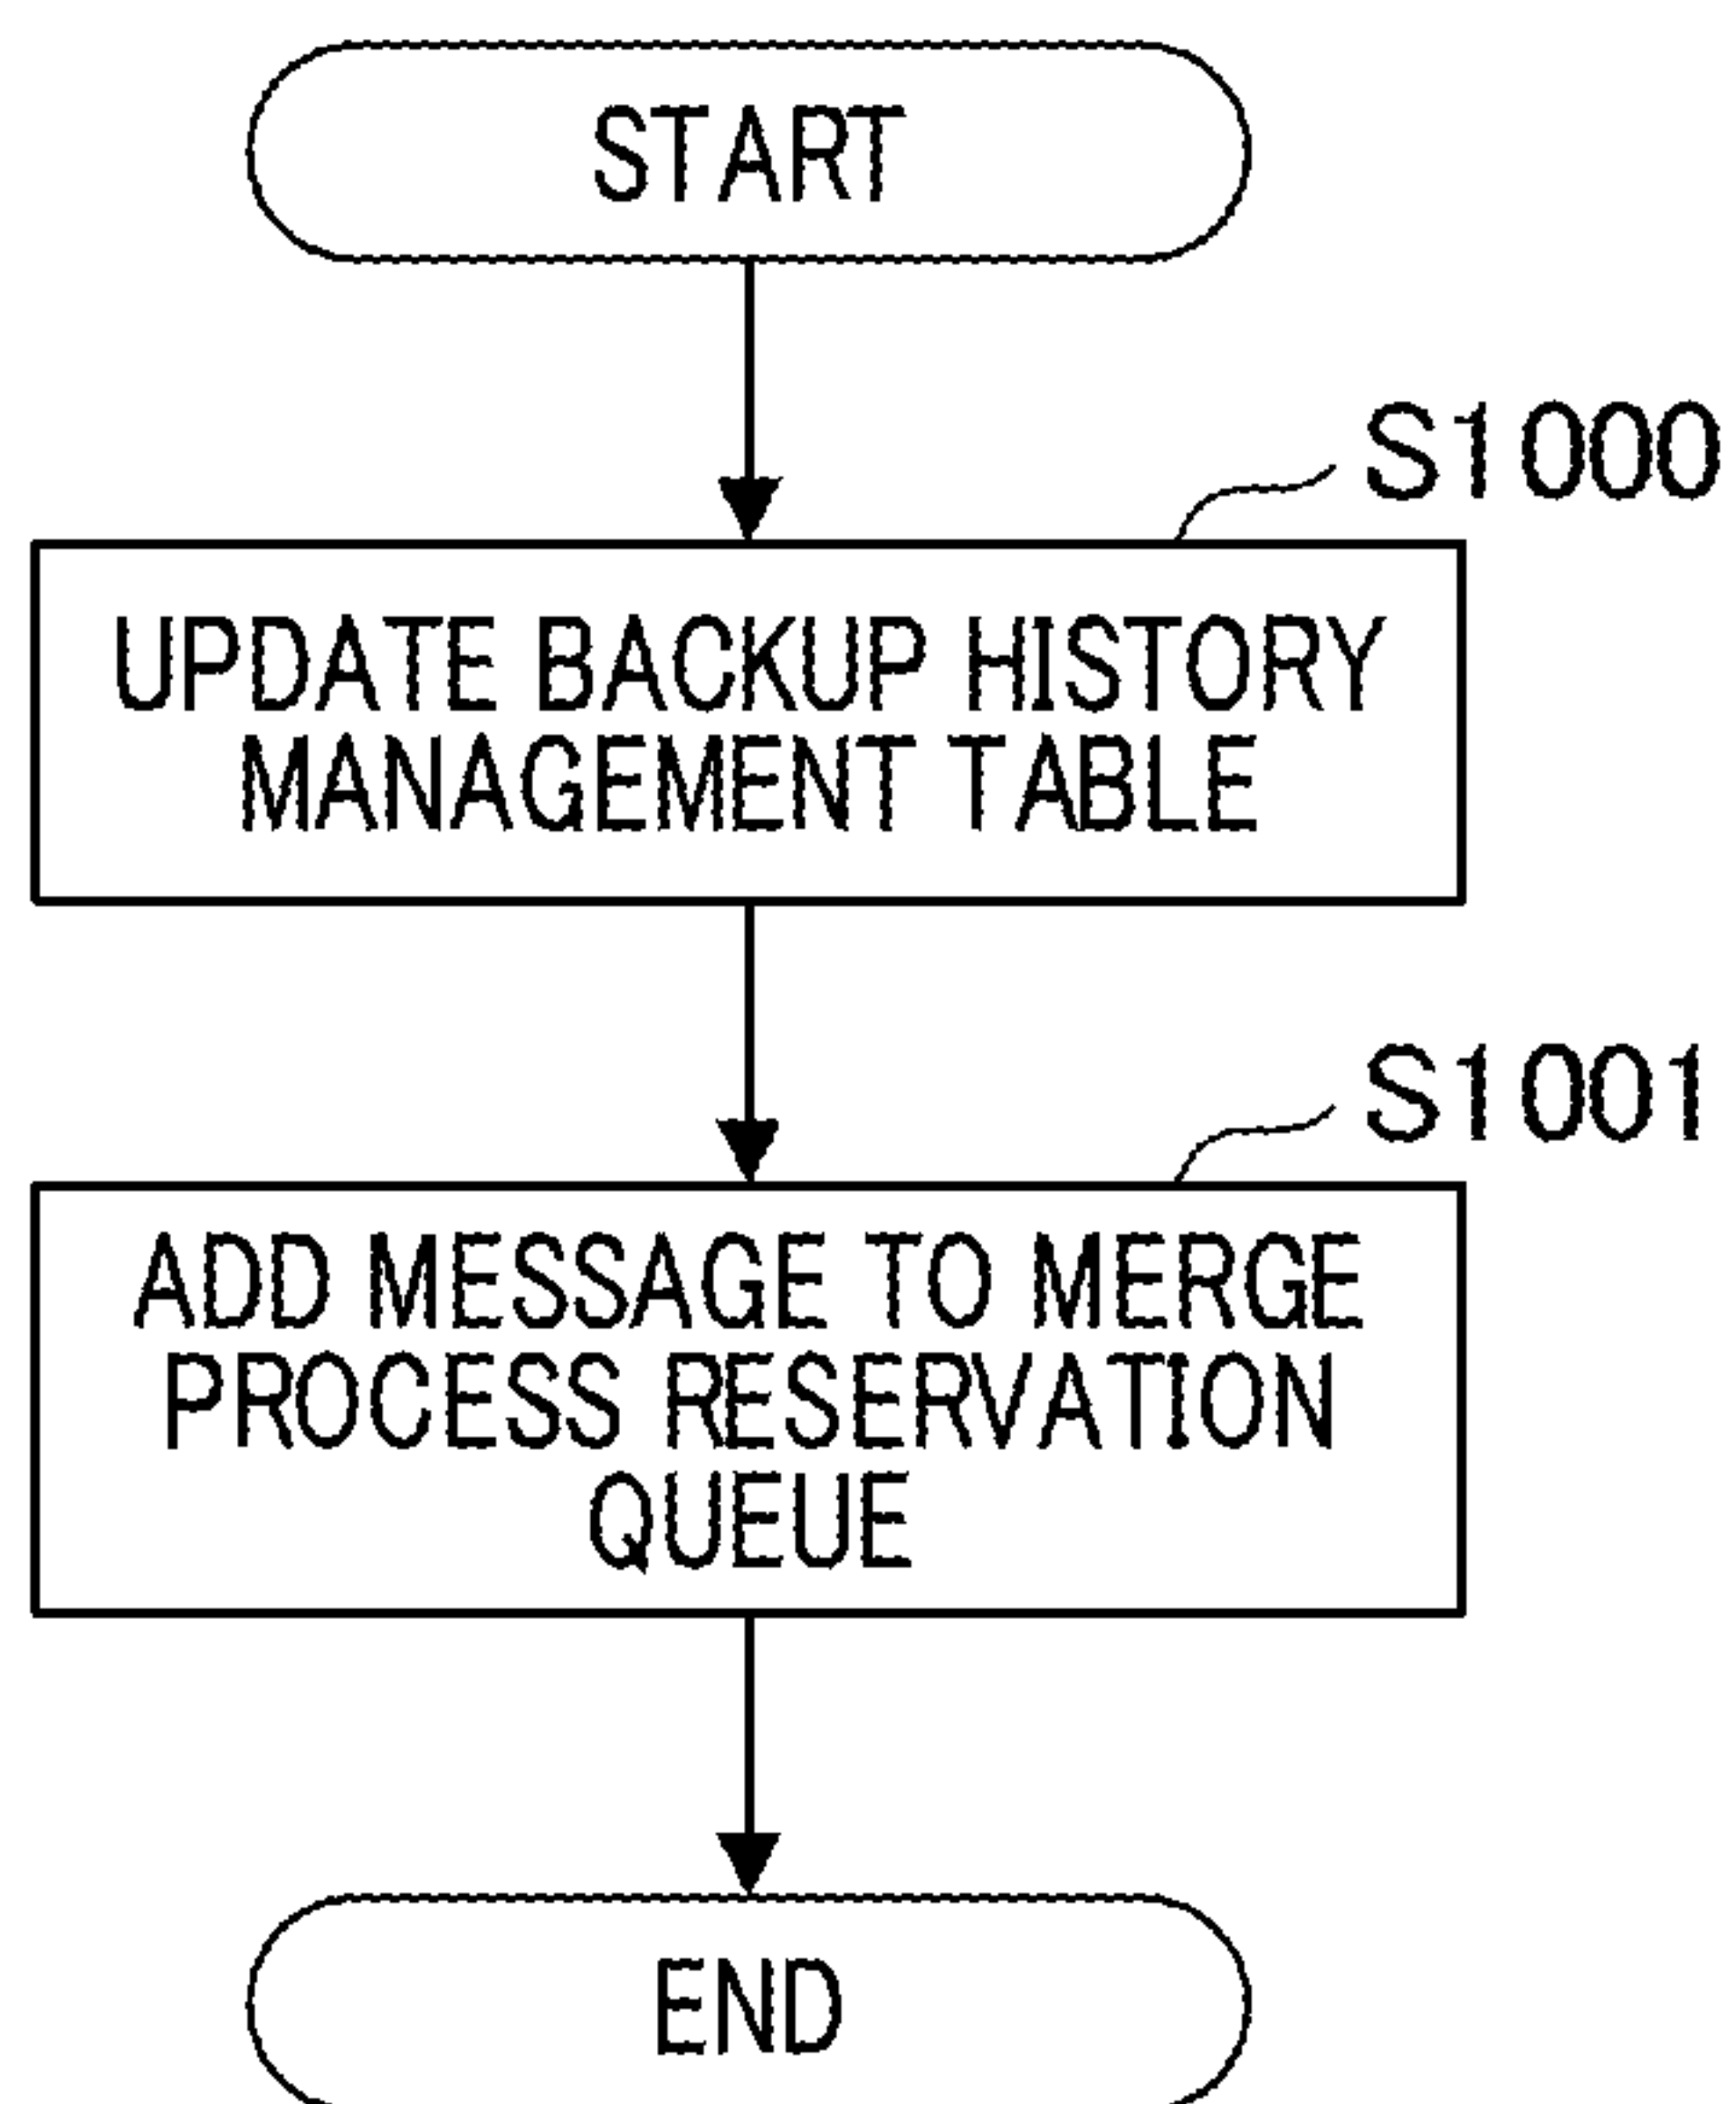 START
S1000
UPDATE BACKUP HISTORY
MANAGEMENT TABLE
S1001
ADD MESSAGE TO MERGE
PROCESS RESERVATION
QUEUE
END